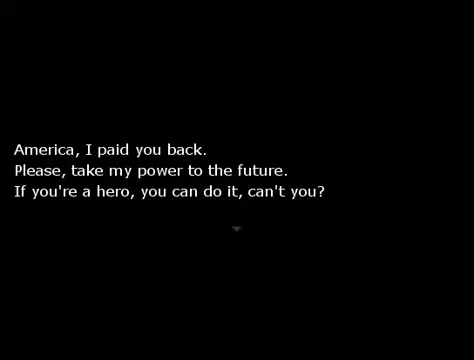 America, I paid you back.
Please, take my power to the future.
If you're a hero, you can do it, can't you?